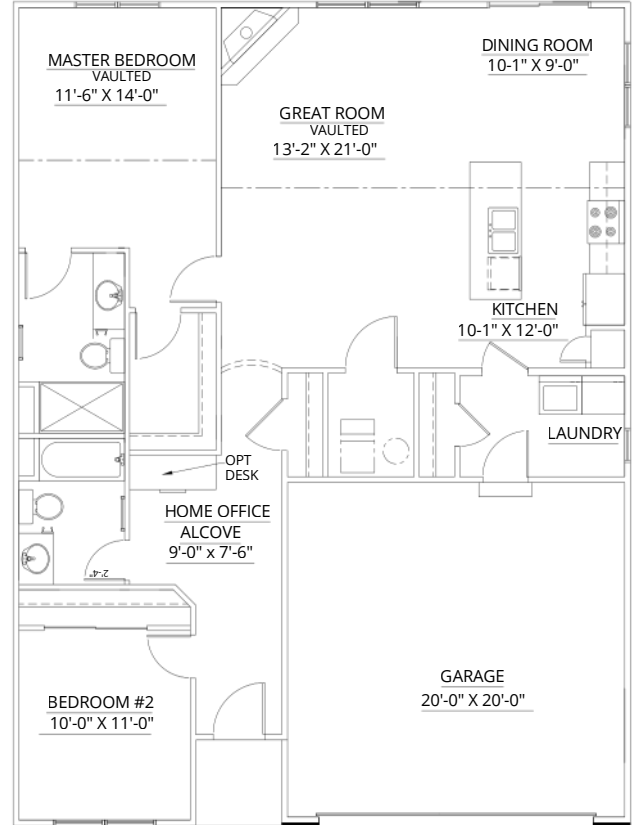 MASTER BEDROOM
VAULTED
11'-6" X 14'-0"
DINING ROOM
10-1" X 9'-0"
GREAT ROOM
VAULTED
13'-2" X 21'-0"
KITCHEN
10-1" X 12'-0"
LAUNDRY
OPT
DESK
HOME OFFICE
ALCOVE
9'-0" x 7'-6"
2'-4"
BEDROOM #2
10'-0" X 11'-0"
GARAGE
20'-0" X 20'-0"